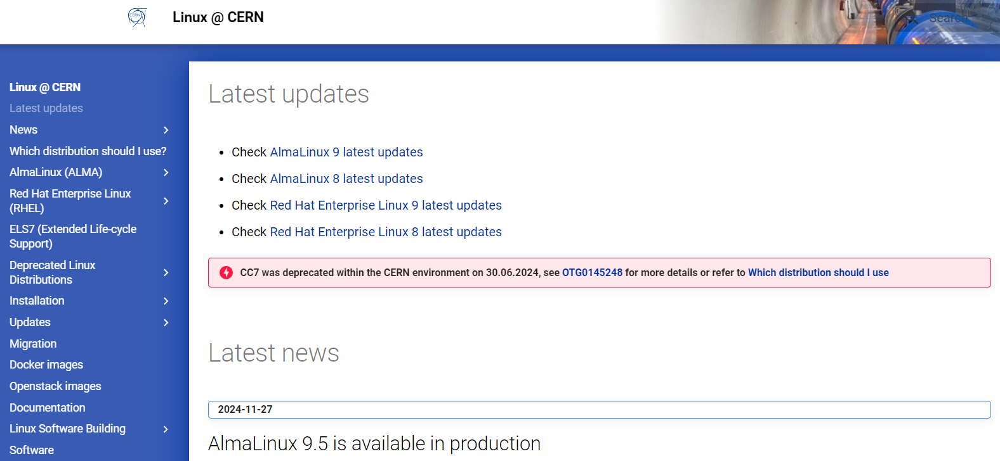 CERN
Linux @ CERN
Search
Linux @ CERN
Latest updates
News
Which distribution should I use?
AlmaLinux (ALMA)
Red Hat Enterprise Linux
(RHEL)
ELS7 (Extended Life-cycle
Support)
Deprecated Linux
Distributions
Installation
Updates
Migration
Docker images
Openstack images
Documentation
Linux Software Building
Software
Latest updates
Check AlmaLinux 9 latest updates
Check AlmaLinux 8 latest updates
Check Red Hat Enterprise Linux 9 latest updates
Check Red Hat Enterprise Linux 8 latest updates
CC7 was deprecated within the CERN environment on 30.06.2024, see OTG0145248 for more details or refer to Which distribution should I use
Latest news
2024-11-27
AlmaLinux 9.5 is available in production